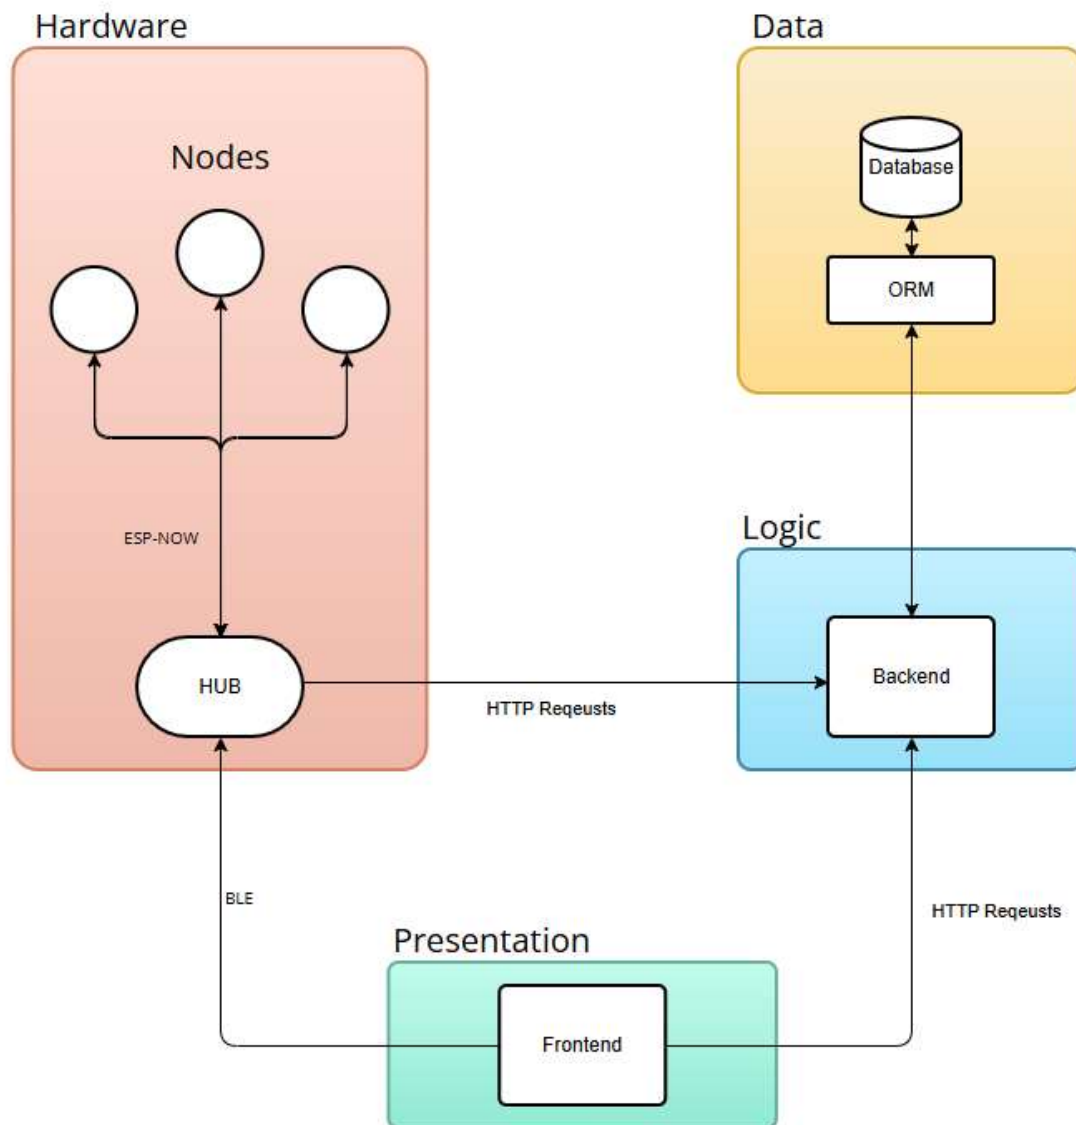 Hardware
Data
Nodes
Database
ORM
ESP-NOW
Logic
HUB
Backend
HTTP Reqeusts
BLE
HTTP Reqeusts
Presentation
Frontend